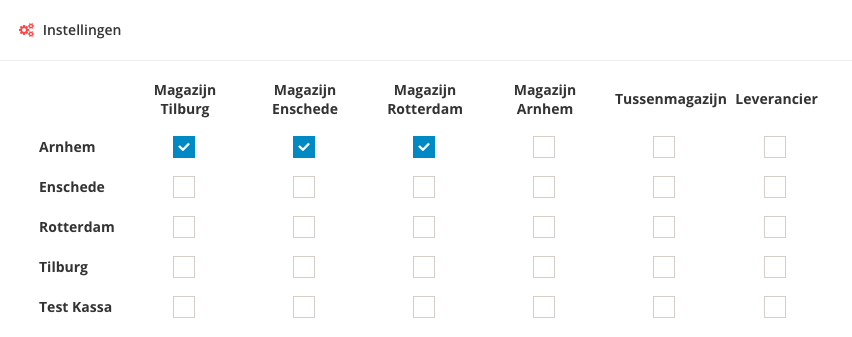 Instellingen
Magazijn Tilburg
Magazijn Enschede
Magazijn Rotterdam
Magazijn Arnhem
Tussenmagazijn
Leverancier
Arnhem
Enschede
Rotterdam
Tilburg
Test Kassa